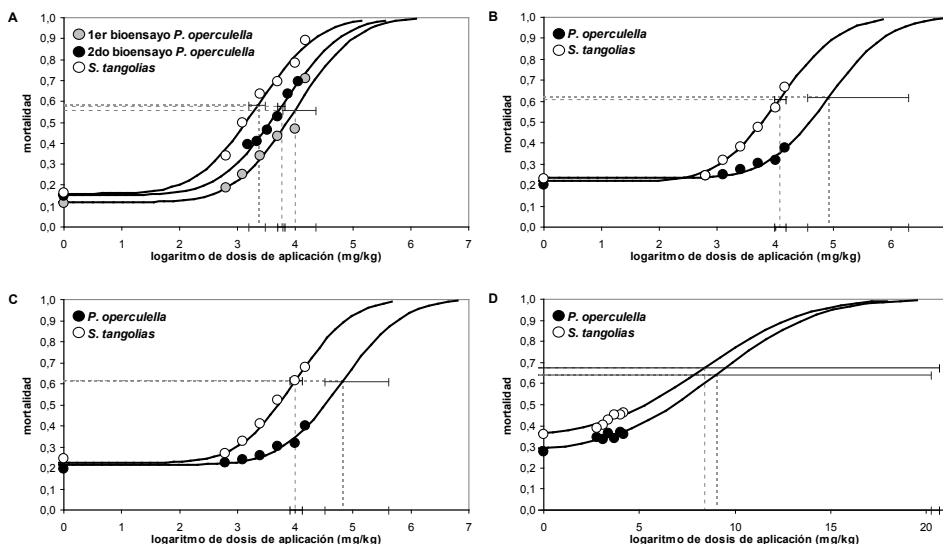 A
1er bioensayo P. operculella
2do bioensayo P. operculella
S. tangolias
mortalidad
1,0
0,9
0,8
0,7
0,6
0,5
0,4
0,3
0,2
0,1
0,0
0 1 2 3 4 5 6 7
logaritmo de dosis de aplicación (mg/kg)
B
P. operculella
S. tangolias
mortalidad
1,0
0,9
0,8
0,7
0,6
0,5
0,4
0,3
0,2
0,1
0,0
0 1 2 3 4 5 6
logaritmo de dosis de aplicación (mg/kg)
C
P. operculella
S. tangolias
mortalidad
1,0
0,9
0,8
0,7
0,6
0,5
0,4
0,3
0,2
0,1
0,0
0 1 2 3 4 5 6 7
logaritmo de dosis de aplicación (mg/kg)
D
P. operculella
S. tangolias
mortalidad
1,0
0,9
0,8
0,7
0,6
0,5
0,4
0,3
0,2
0,1
0,0
0 5 10 15 20
logaritmo de dosis de aplicación (mg/kg)